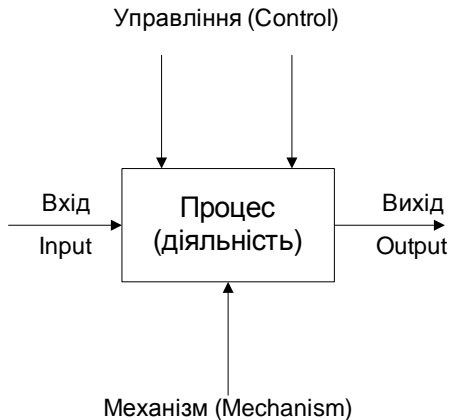 Управління (Control)
Вхід
Input
Процес
(діяльність)
Вихід
Output
Механізм (Mechanism)